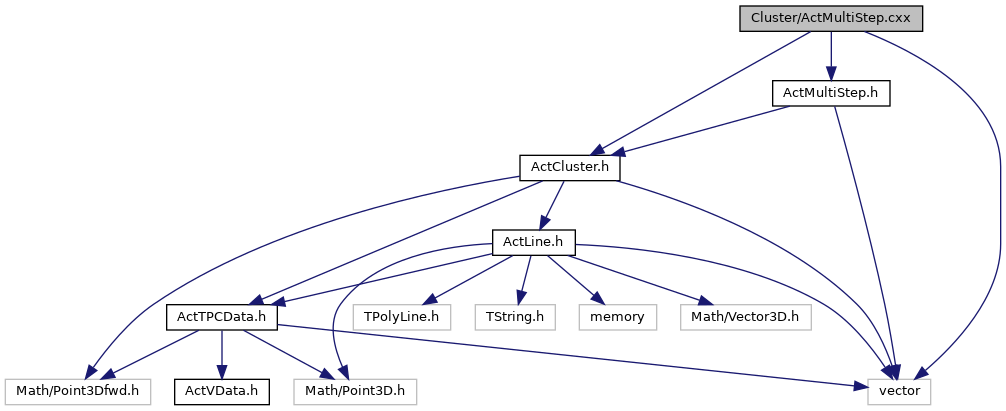 Cluster/ActMultiStep.cxx
ActMultiStep.h
ActCluster.h
ActLine.h
ActTPCData.h
TPolyLine.h
TString.h
memory
Math/Vector3D.h
Math/Point3Dfwd.h
ActVData.h
Math/Point3D.h
vector